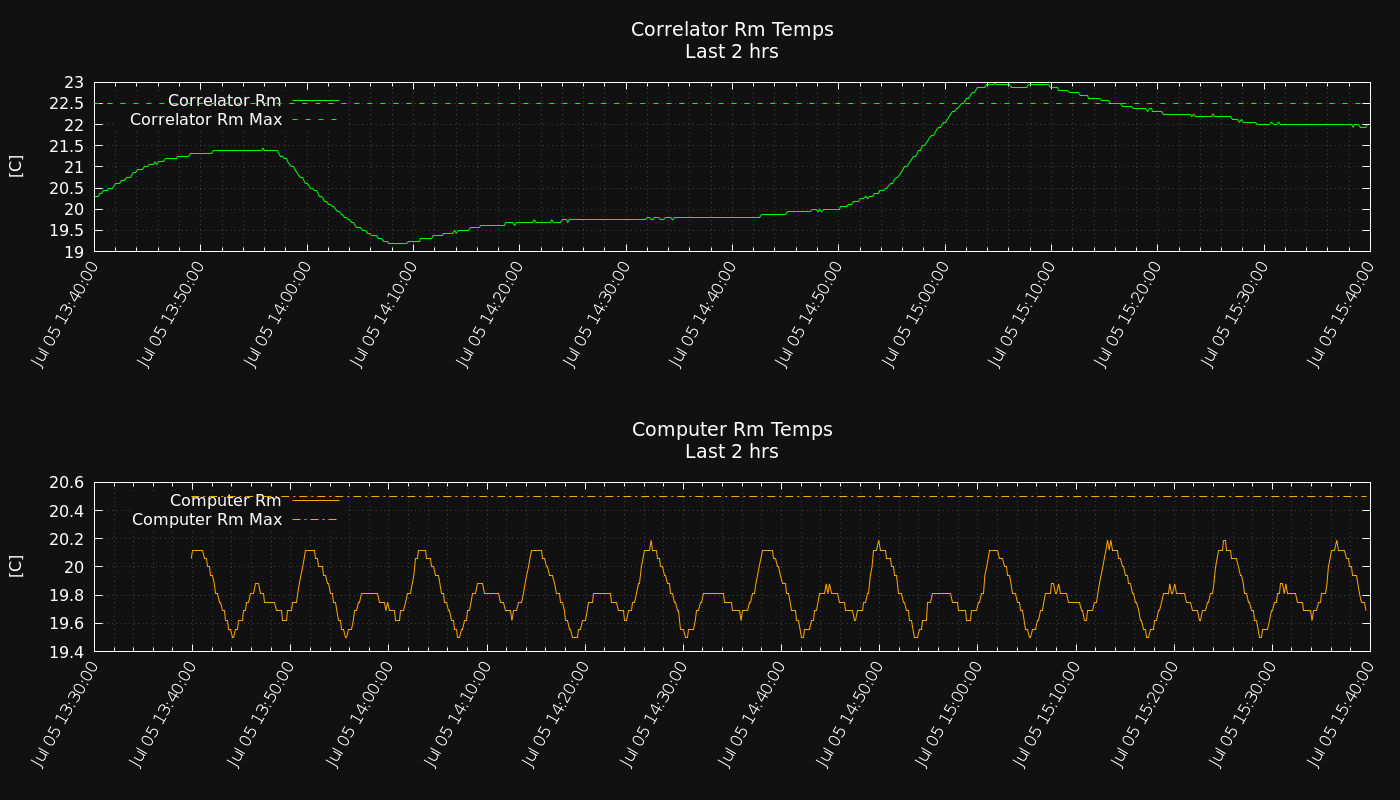 Correlator Rm Temps
Last 2 hrs
23
22.5
22
21.5
21
20.5
20
19.5
19
[C]
Correlator Rm
Correlator Rm Max
Jul 05 13:40:00
Jul 05 13:50:00
Jul 05 14:00:00
Jul 05 14:10:00
Jul 05 14:20:00
Jul 05 14:30:00
Jul 05 14:40:00
Jul 05 14:50:00
Jul 05 15:00:00
Jul 05 15:10:00
Jul 05 15:20:00
Jul 05 15:30:00
Jul 05 15:40:00
Computer Rm Temps
Last 2 hrs
20.6
20.4
20.2
20
19.8
19.6
19.4
[C]
Computer Rm
Computer Rm Max
Jul 05 13:30:00
Jul 05 13:40:00
Jul 05 13:50:00
Jul 05 14:00:00
Jul 05 14:10:00
Jul 05 14:20:00
Jul 05 14:30:00
Jul 05 14:40:00
Jul 05 14:50:00
Jul 05 15:00:00
Jul 05 15:10:00
Jul 05 15:20:00
Jul 05 15:30:00
Jul 05 15:40:00